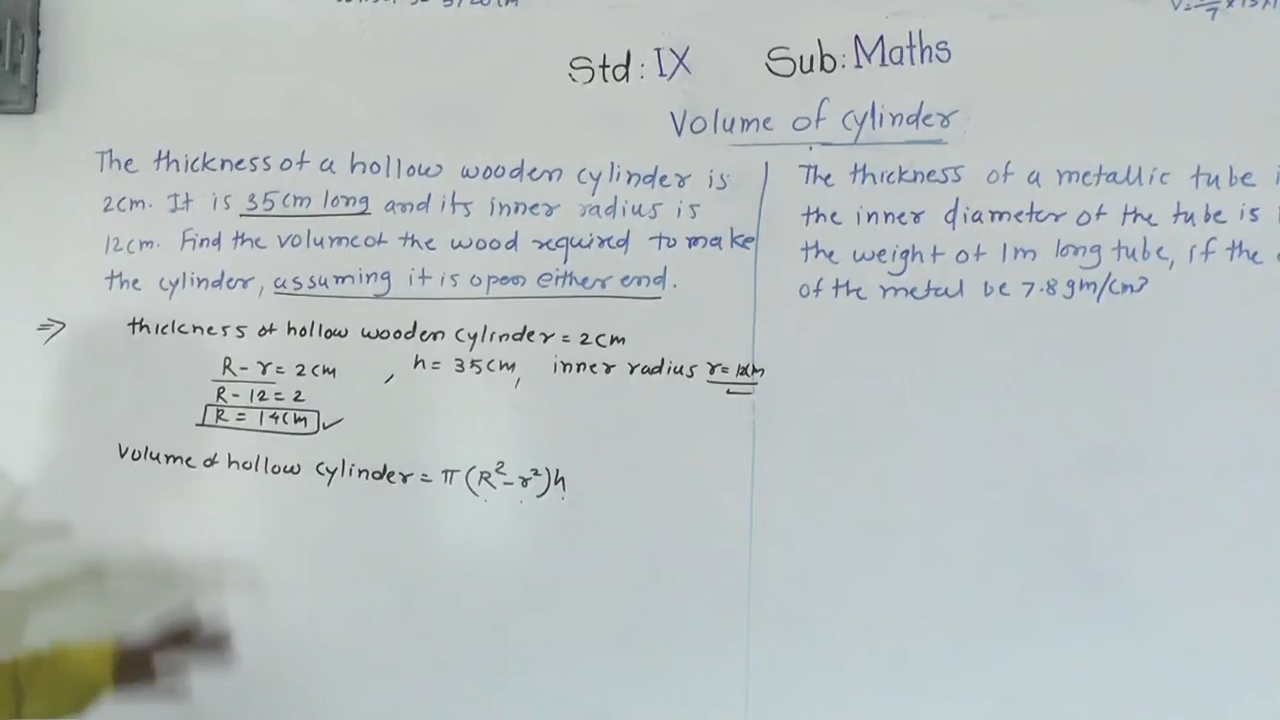 Std: IX Sub: Maths
Volume of cylinder
The thickness of a hollow wooden cylinder is
2cm. It is 35cm long and its inner radius is
12cm. Find the volume of the wood required to make
the cylinder, assuming it is open either end.
⇒ thickness of hollow wooden cylinder = 2cm
R - r = 2cm , h = 35cm, inner radius r = 12cm
R - 12 = 2
R = 14cm ✓
Volume of hollow cylinder = π(R²-r²)h
The thickness of a metallic tube
the inner diameter of the tube is
the weight of 1m long tube, if the
of the metal be 7.8gm/cm³